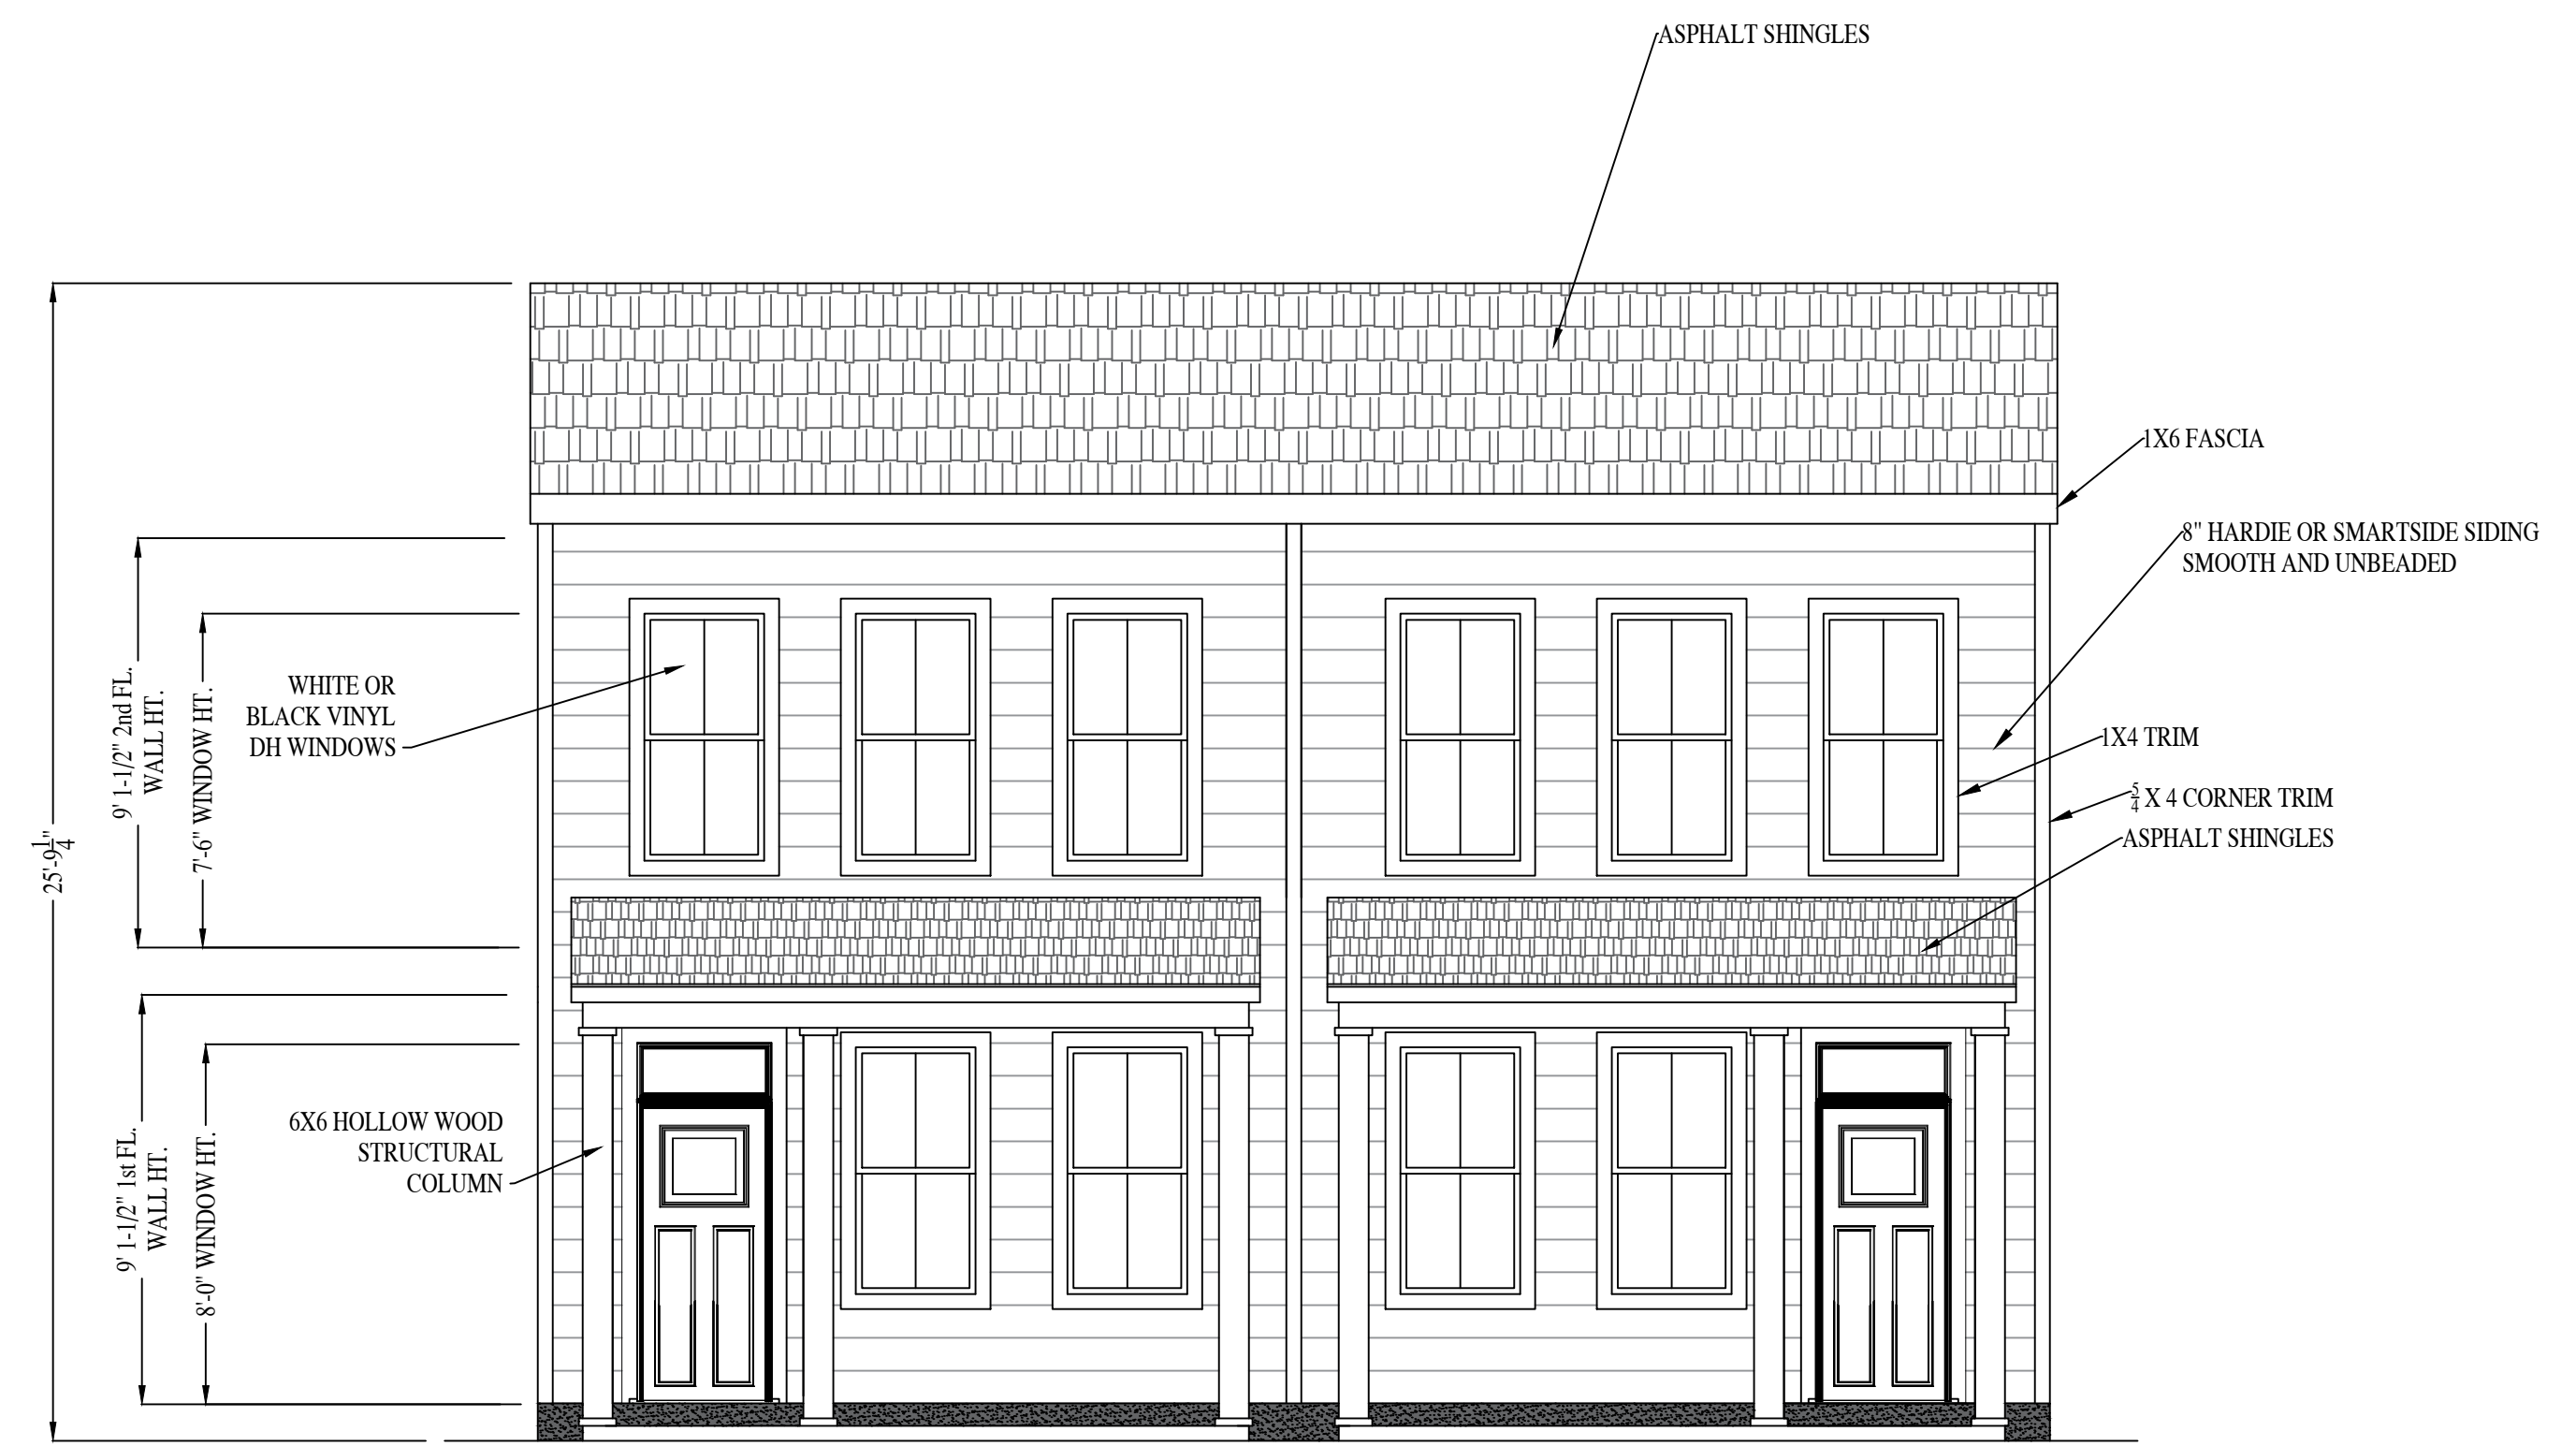 ASPHALT SHINGLES
1X6 FASCIA
8" HARDIE OR SMARTSIDE SIDING
SMOOTH AND UNBEADED
9' 1-1/2" 2nd FL.
WALL HT.
7'-6" WINDOW HT.
WHITE OR
BLACK VINYL
DH WINDOWS
1X4 TRIM
5/4 X 4 CORNER TRIM
ASPHALT SHINGLES
25'-9 1/4"
9' 1-1/2" 1st FL.
WALL HT.
8'-0" WINDOW HT.
6X6 HOLLOW WOOD
STRUCTURAL
COLUMN